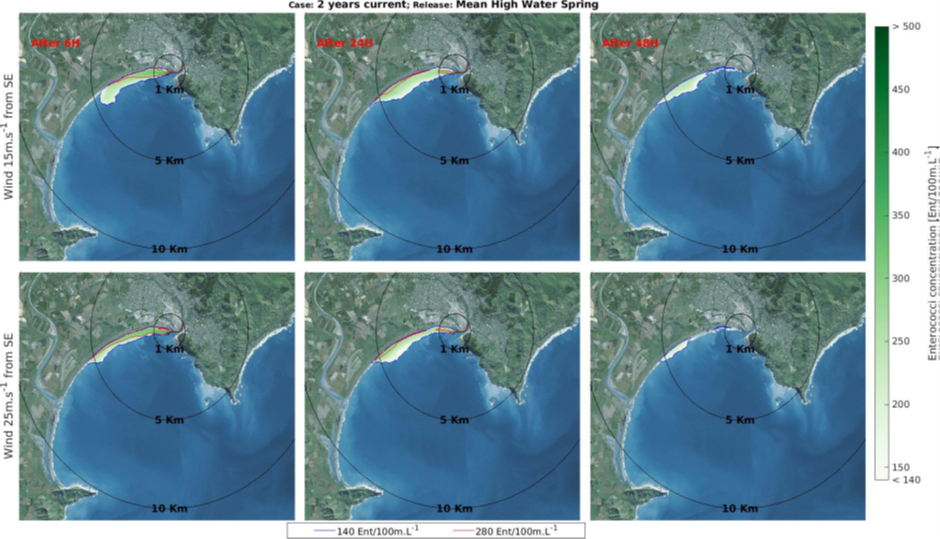 Case: 2 years current; Release: Mean High Water Spring
After 6H
After 24H
After 48H
Wind 15m.s-1 from SE
1 Km
5 Km
10 Km
1 Km
5 Km
10 Km
1 Km
5 Km
10 Km
Wind 25m.s-1 from SE
1 Km
5 Km
10 Km
1 Km
5 Km
10 Km
1 Km
5 Km
10 Km
> 500
450
400
350
300
250
200
150
< 140
Enterococci concentration [Ent/100m.L-1]
140 Ent/100m.L-1
280 Ent/100m.L-1